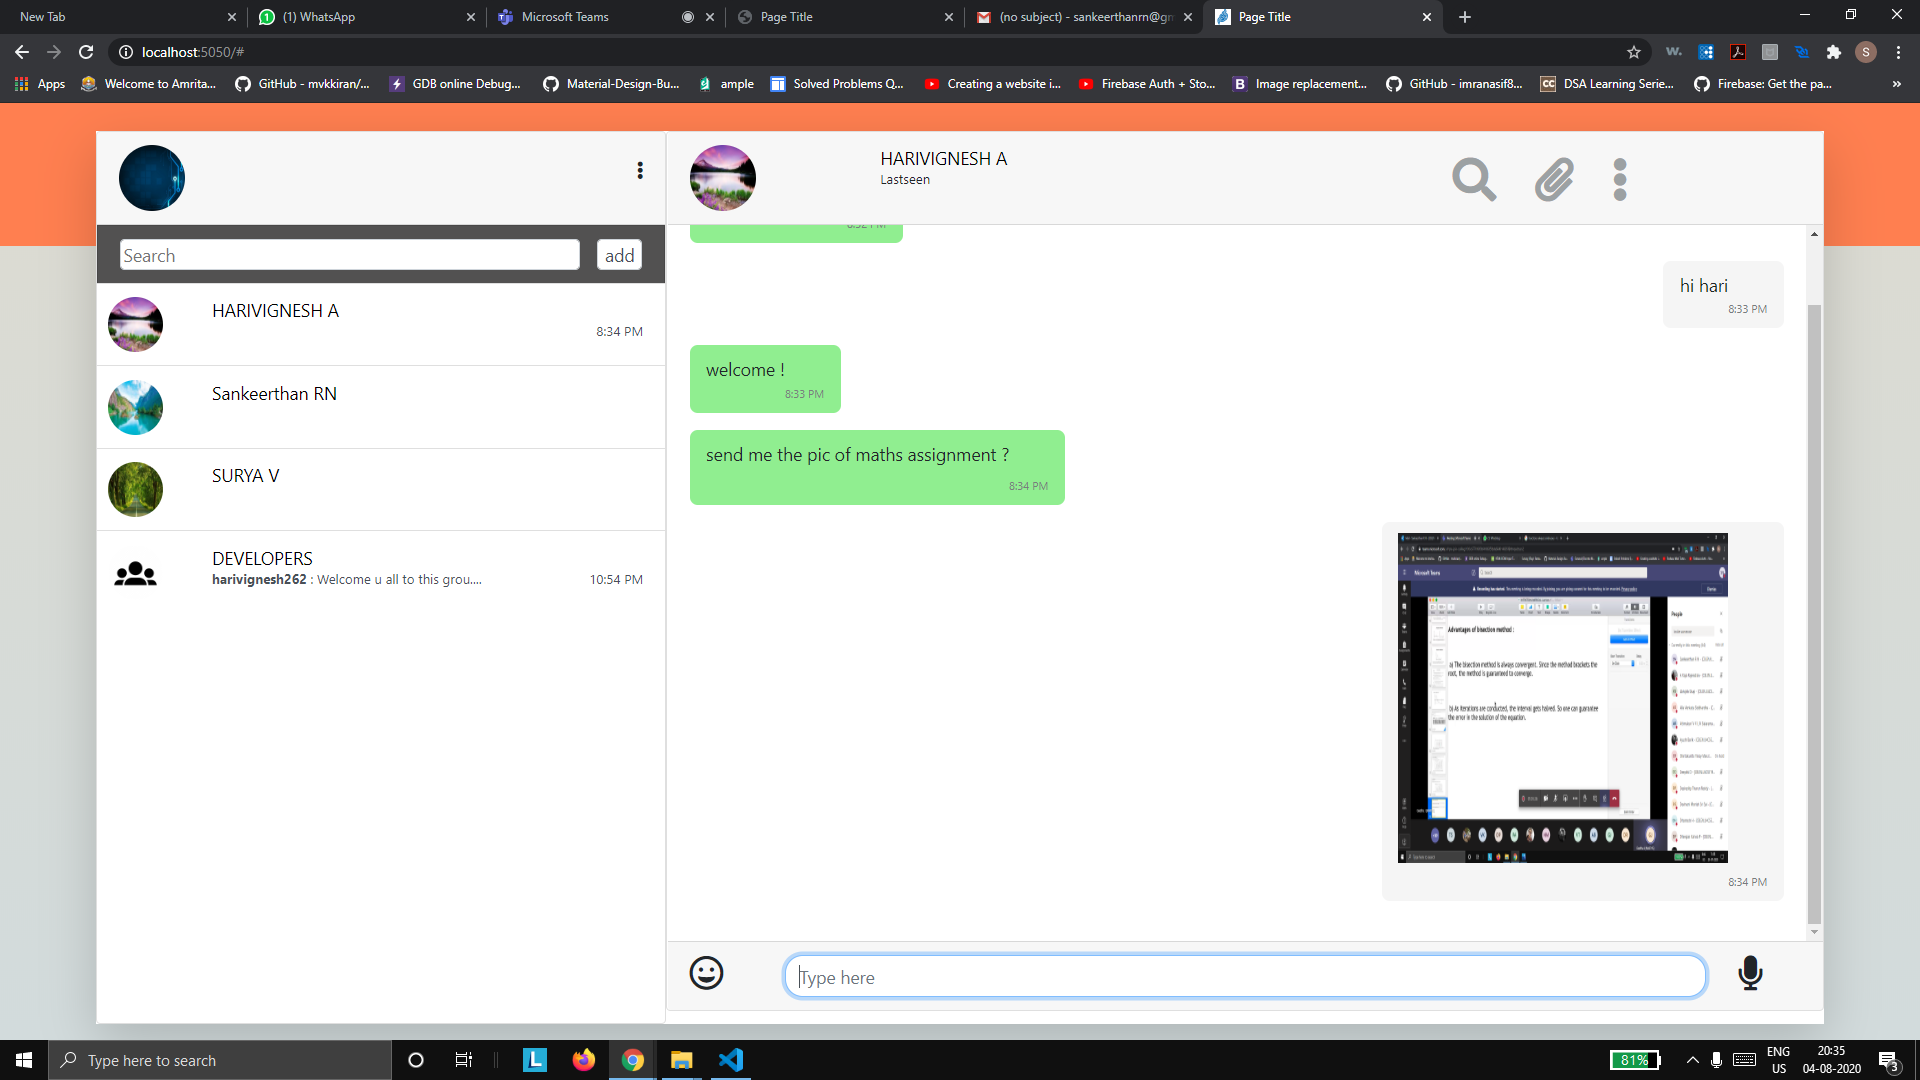 New Tab
(1) WhatsApp
Microsoft Teams
Page Title
(no subject) - sankeerthanrn@gm
Page Title
localhost:5050/#
Apps
Welcome to Amrita...
GitHub - mvkkiran/...
GDB online Debug...
Material-Design-Bu...
ample
Solved Problems Q...
Creating a website i...
Firebase Auth + Sto...
Image replacement...
GitHub - imranasif8...
DSA Learning Serie...
Firebase: Get the pa...
HARIVIGNESH A
Lastseen
Search
add
HARIVIGNESH A
8:34 PM
Sankeerthan RN
SURYA V
DEVELOPERS
harivignesh262 : Welcome u all to this grou....
10:54 PM
8:32 PM
hi hari
8:33 PM
welcome !
8:33 PM
send me the pic of maths assignment ?
8:34 PM
Microsoft Teams
People
Advantages of bisection method :
a) The bisection method is always convergent. Since the method brackets the
root, the method is guaranteed to converge.
b) As iterations are conducted, the interval gets halved. So one can guarantee
the error in the solution of the equation.
8:34 PM
Type here
Type here to search
81%
ENG
US
20:35
04-08-2020
3